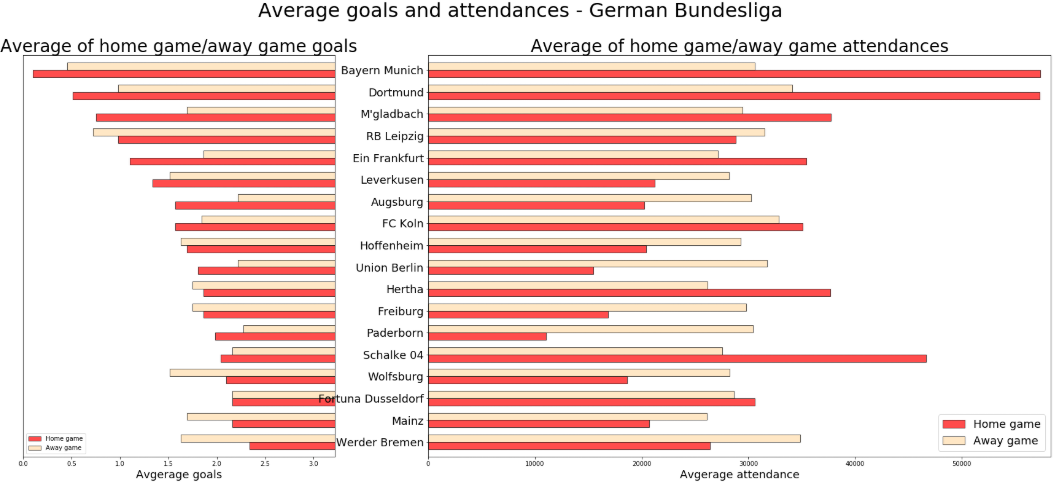 Average goals and attendances - German Bundesliga
Average of home game/away game goals
Average of home game/away game attendances
Bayern Munich
Dortmund
M'gladbach
RB Leipzig
Ein Frankfurt
Leverkusen
Augsburg
FC Koln
Hoffenheim
Union Berlin
Hertha
Freiburg
Paderborn
Schalke 04
Wolfsburg
Fortuna Dusseldorf
Mainz
Werder Bremen
Home game
Away game
Home game
Away game
0.0 0.5 1.0 1.5 2.0 2.5 3.0
0 10000 20000 30000 40000 50000
Avgerage goals
Avgerage attendance